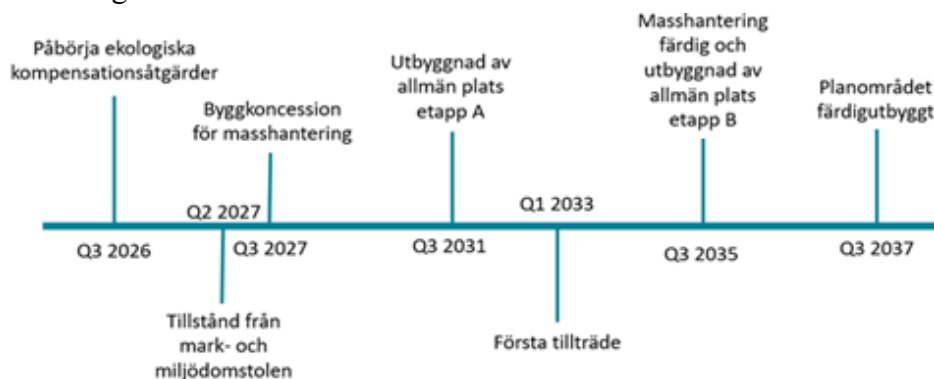 Påbörja ekologiska
kompensationsåtgärder
Q3 2026
Q2 2027
Tillstånd från
mark- och
miljödomstolen
Byggkoncession
för masshantering
Q3 2027
Utbyggnad av
allmän plats
etapp A
Q3 2031
Q1 2033
Första tillträde
Masshantering
färdig och
utbyggnad av
allmän plats
etapp B
Q3 2035
Planområdet
färdigutbyggt
Q3 2037